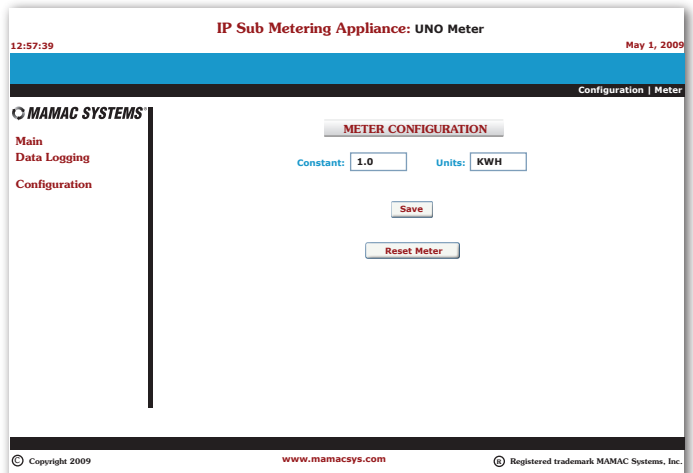 IP Sub Metering Appliance: UNO Meter
12:57:39 May 1, 2009
Configuration | Meter
MAMAC SYSTEMS®
Main
Data Logging
Configuration
METER CONFIGURATION
Constant: 1.0 Units: KWH
Save
Reset Meter
© Copyright 2009 www.mamacsys.com ® Registered trademark MAMAC Systems, Inc.